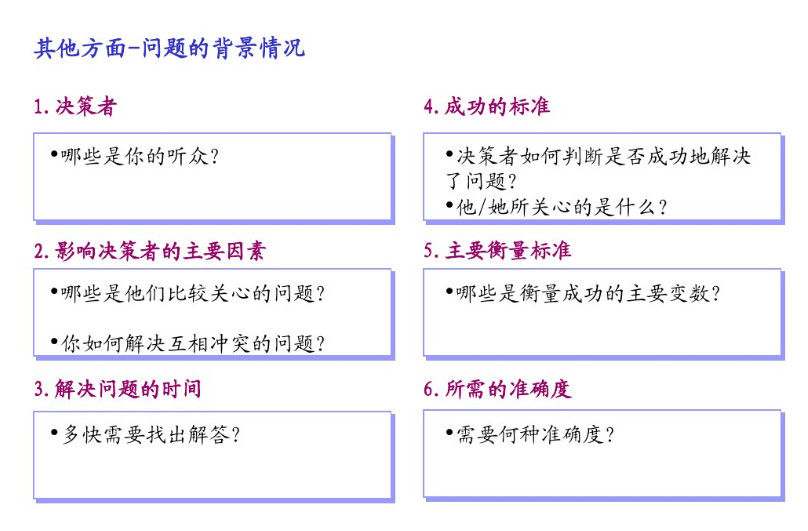 其他方面-问题的背景情况
1.决策者
•哪些是你的听众?
2.影响决策者的主要因素
•哪些是他们比较关心的问题?
•你如何解决互相冲突的问题?
3.解决问题的时间
•多快需要找出解答?
4.成功的标准
•决策者如何判断是否成功地解决
了问题?
•他/她所关心的是什么?
5.主要衡量标准
•哪些是衡量成功的主要变数?
6.所需的准确度
•需要何种准确度?